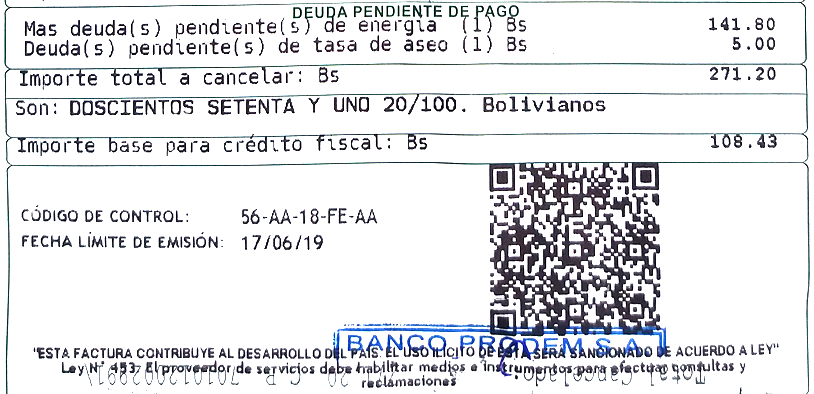 DEUDA PENDIENTE DE PAGO
Mas deuda(s) pendiente(s) de energia (1) Bs 141.80
Deuda(s) pendiente(s) de tasa de aseo (1) Bs 5.00
Importe total a cancelar: Bs 271.20
Son: DOSCIENTOS SETENTA Y UNO 20/100. Bolivianos
Importe base para crédito fiscal: Bs 108.43
CÓDIGO DE CONTROL: 56-AA-18-FE-AA
FECHA LÍMITE DE EMISIÓN: 17/06/19
BANCO PRODEM S.A.
"ESTA FACTURA CONTRIBUYE AL DESARROLLO DEL PAÍS. EL USO ILÍCITO DE ESTA SERÁ SANCIONADO DE ACUERDO A LEY"
Ley N° 453: El proveedor de servicios debe habilitar medios e instrumentos para efectuar consultas y
reclamaciones